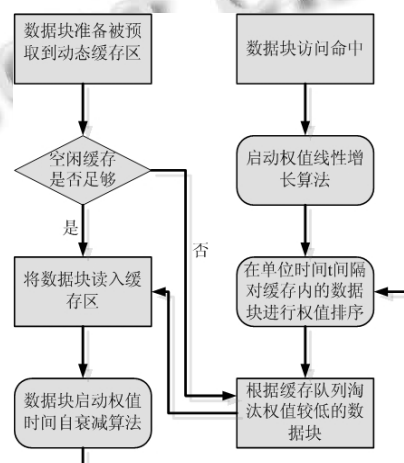 数据块准备被预
取到动态缓存区
数据块访问命中
空闲缓存
是否足够
启动权值线性增
长算法
是
否
将数据块读入缓
存区
在单位时间t间隔
对缓存内的数据
块进行权值排序
数据块启动权值
时间自衰减算法
根据缓存队列淘
汰权值较低的数
据块